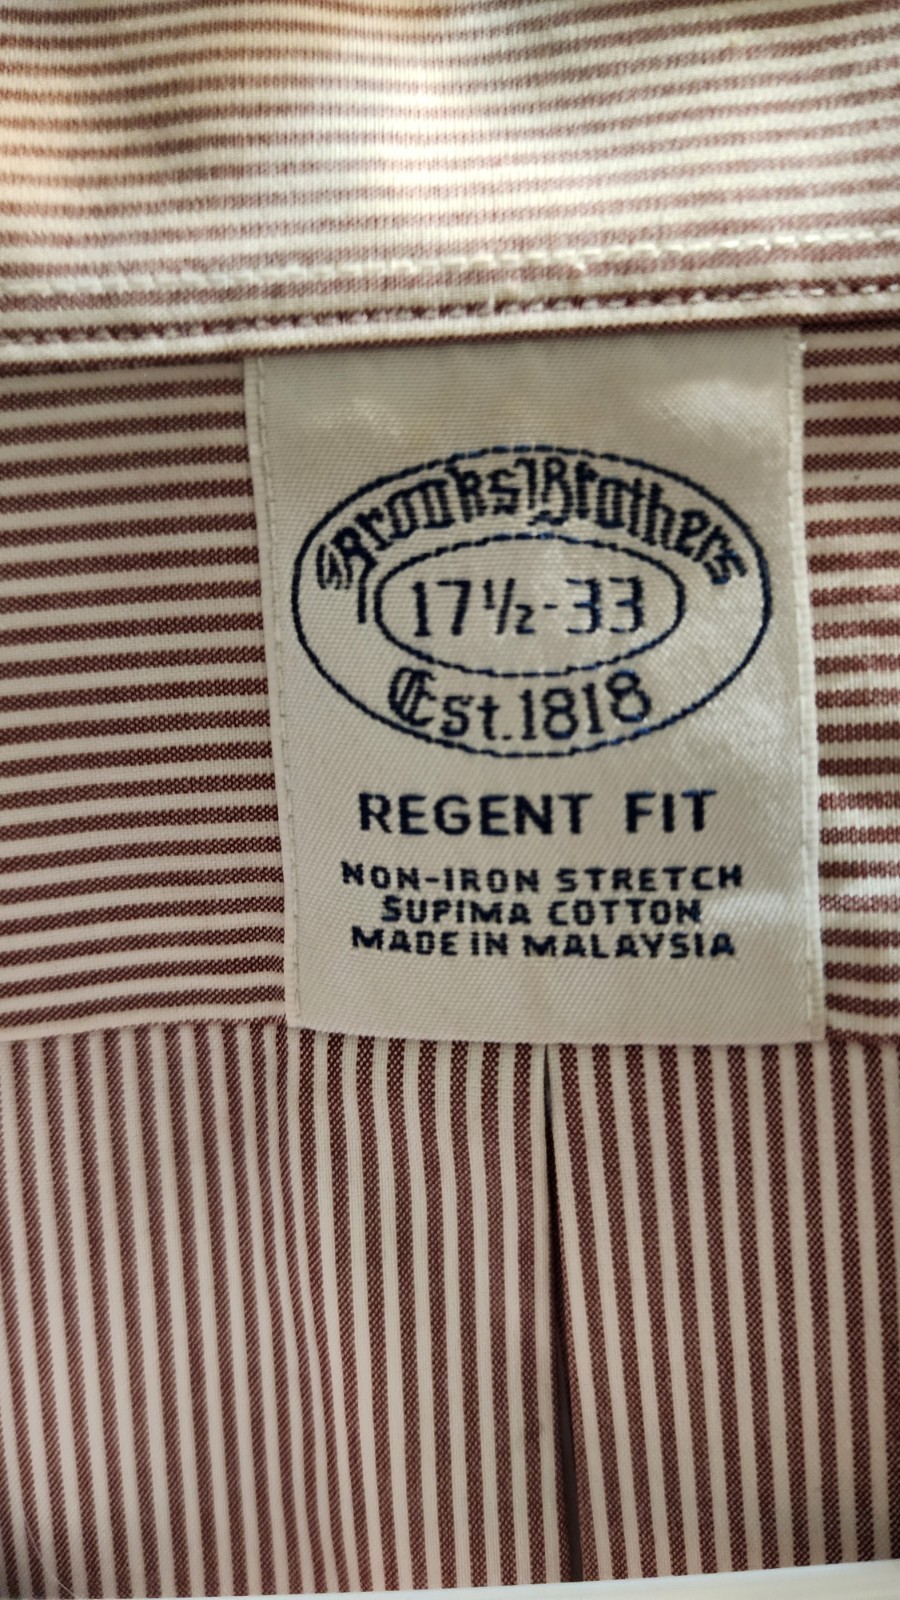 Brooks Brothers
17½-33
Est. 1818
REGENT FIT
NON-IRON STRETCH
SUPIMA COTTON
MADE IN MALAYSIA